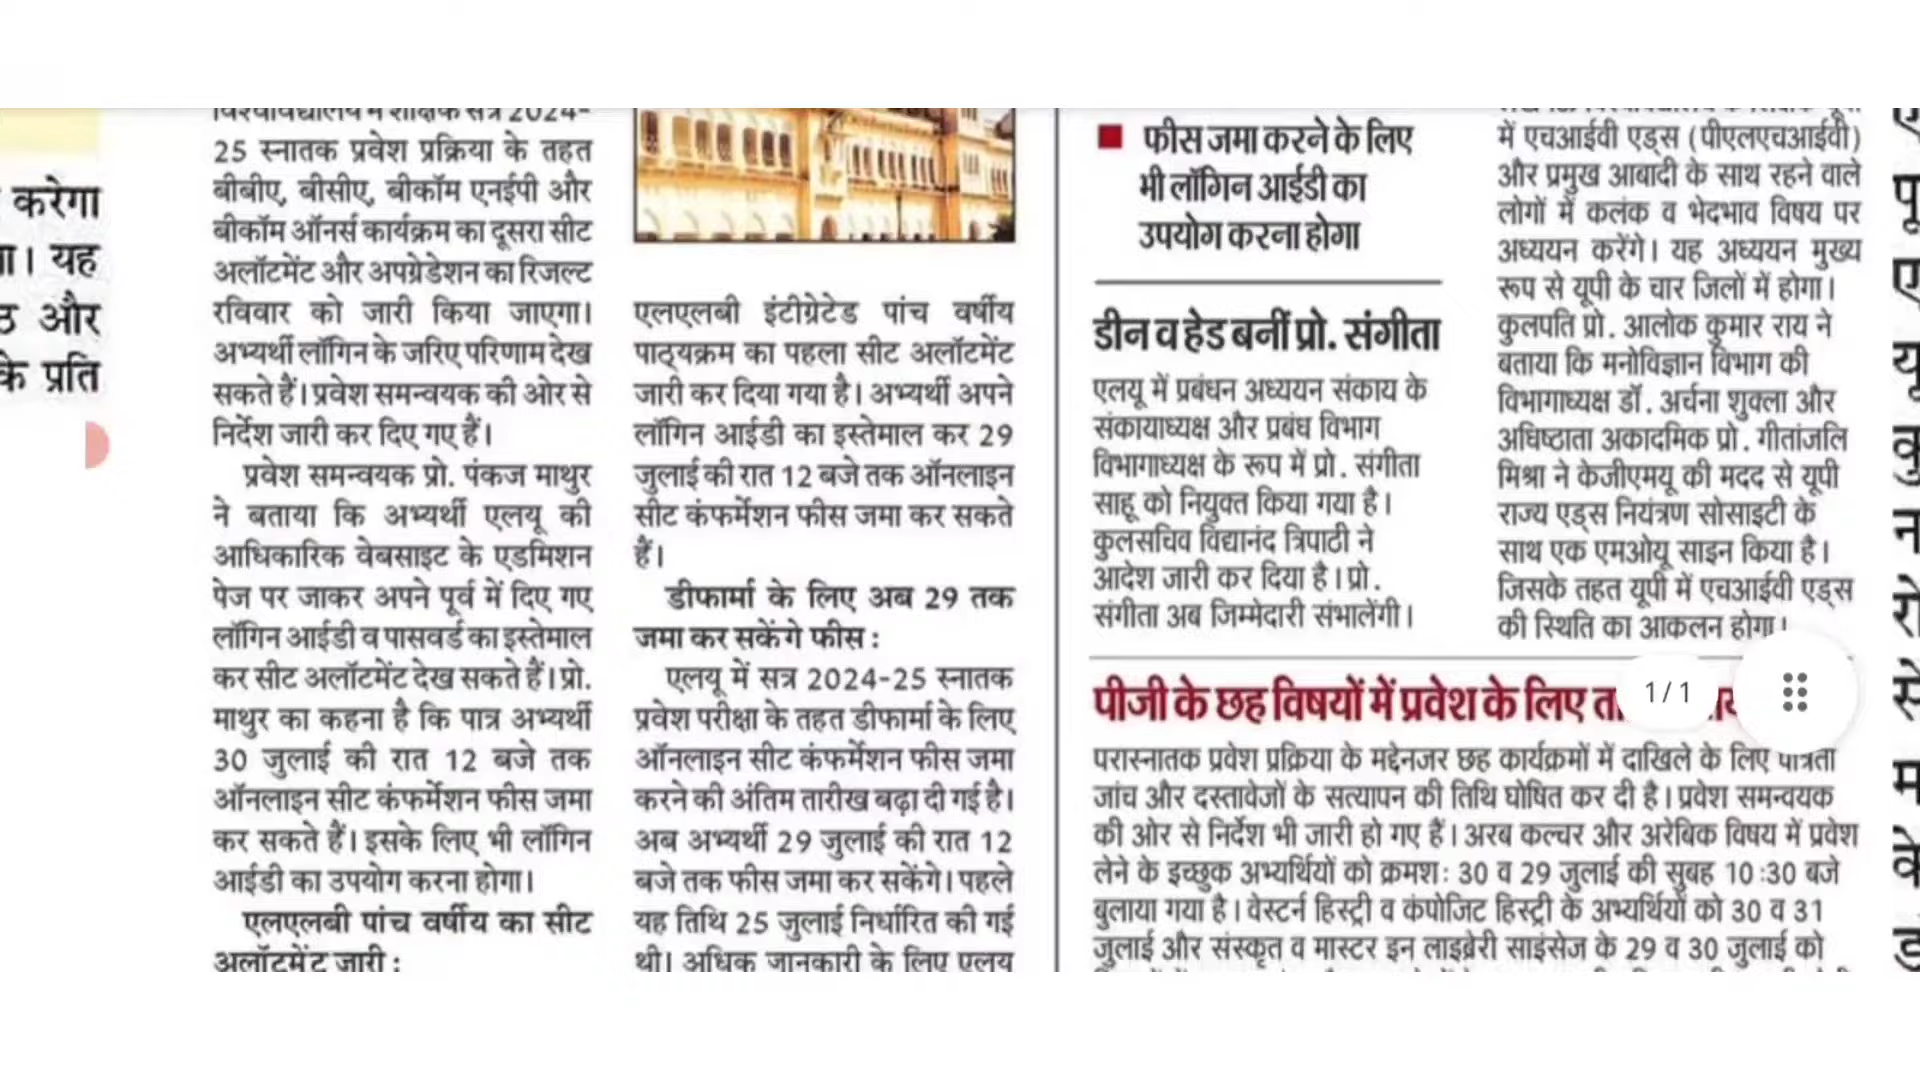 करेगा
ा। यह
ठ और
के प्रति
विश्वविद्यालय में शैक्षिक सत्र 2024-
25 स्नातक प्रवेश प्रक्रिया के तहत
बीबीए, बीसीए, बीकॉम एनईपी और
बीकॉम ऑनर्स कार्यक्रम का दूसरा सीट
अलॉटमेंट और अपग्रेडेशन का रिजल्ट
रविवार को जारी किया जाएगा।
अभ्यर्थी लॉगिन के जरिए परिणाम देख
सकते हैं। प्रवेश समन्वयक की ओर से
निर्देश जारी कर दिए गए हैं।
प्रवेश समन्वयक प्रो. पंकज माथुर
ने बताया कि अभ्यर्थी एलयू की
आधिकारिक वेबसाइट के एडमिशन
पेज पर जाकर अपने पूर्व में दिए गए
लॉगिन आईडी व पासवर्ड का इस्तेमाल
कर सीट अलॉटमेंट देख सकते हैं। प्रो.
माथुर का कहना है कि पात्र अभ्यर्थी
30 जुलाई की रात 12 बजे तक
ऑनलाइन सीट कंफर्मेशन फीस जमा
कर सकते हैं। इसके लिए भी लॉगिन
आईडी का उपयोग करना होगा।
एलएलबी पांच वर्षीय का सीट
अलॉटमेंट जारी :
एलएलबी इंटीग्रेटेड पांच वर्षीय
पाठ्यक्रम का पहला सीट अलॉटमेंट
जारी कर दिया गया है। अभ्यर्थी अपने
लॉगिन आईडी का इस्तेमाल कर 29
जुलाई की रात 12 बजे तक ऑनलाइन
सीट कंफर्मेशन फीस जमा कर सकते
हैं।
डीफार्मा के लिए अब 29 तक
जमा कर सकेंगे फीस :
एलयू में सत्र 2024-25 स्नातक
प्रवेश परीक्षा के तहत डीफार्मा के लिए
ऑनलाइन सीट कंफर्मेशन फीस जमा
करने की अंतिम तारीख बढ़ा दी गई है।
अब अभ्यर्थी 29 जुलाई की रात 12
बजे तक फीस जमा कर सकेंगे। पहले
यह तिथि 25 जुलाई निर्धारित की गई
थी। अधिक जानकारी के लिए एलयू
फीस जमा करने के लिए
भी लॉगिन आईडी का
उपयोग करना होगा
डीन व हेड बनीं प्रो. संगीता
एलयू में प्रबंधन अध्ययन संकाय के
संकायाध्यक्ष और प्रबंध विभाग
विभागाध्यक्ष के रूप में प्रो. संगीता
साहू को नियुक्त किया गया है।
कुलसचिव विद्यानंद त्रिपाठी ने
आदेश जारी कर दिया है। प्रो.
संगीता अब जिम्मेदारी संभालेंगी।
में एचआईवी एड्स (पीएलएचआईवी)
और प्रमुख आबादी के साथ रहने वाले
लोगों में कलंक व भेदभाव विषय पर
अध्ययन करेंगे। यह अध्ययन मुख्य
रूप से यूपी के चार जिलों में होगा।
कुलपति प्रो. आलोक कुमार राय ने
बताया कि मनोविज्ञान विभाग की
विभागाध्यक्ष डॉ. अर्चना शुक्ला और
अधिष्ठाता अकादमिक प्रो. गीतांजलि
मिश्रा ने केजीएमयू की मदद से यूपी
राज्य एड्स नियंत्रण सोसाइटी के
साथ एक एमओयू साइन किया है।
जिसके तहत यूपी में एचआईवी एड्स
की स्थिति का आकलन होगा।
पीजी के छह विषयों में प्रवेश के लिए
1/1
परास्नातक प्रवेश प्रक्रिया के मद्देनजर छह कार्यक्रमों में दाखिले के लिए पात्रता
जांच और दस्तावेजों के सत्यापन की तिथि घोषित कर दी है। प्रवेश समन्वयक
की ओर से निर्देश भी जारी हो गए हैं। अरब कल्चर और अरेबिक विषय में प्रवेश
लेने के इच्छुक अभ्यर्थियों को क्रमशः 30 व 29 जुलाई की सुबह 10:30 बजे
बुलाया गया है। वेस्टर्न हिस्ट्री व कंपोजिट हिस्ट्री के अभ्यर्थियों को 30 व 31
जुलाई और संस्कृत व मास्टर इन लाइब्रेरी साइंसेज के 29 व 30 जुलाई को